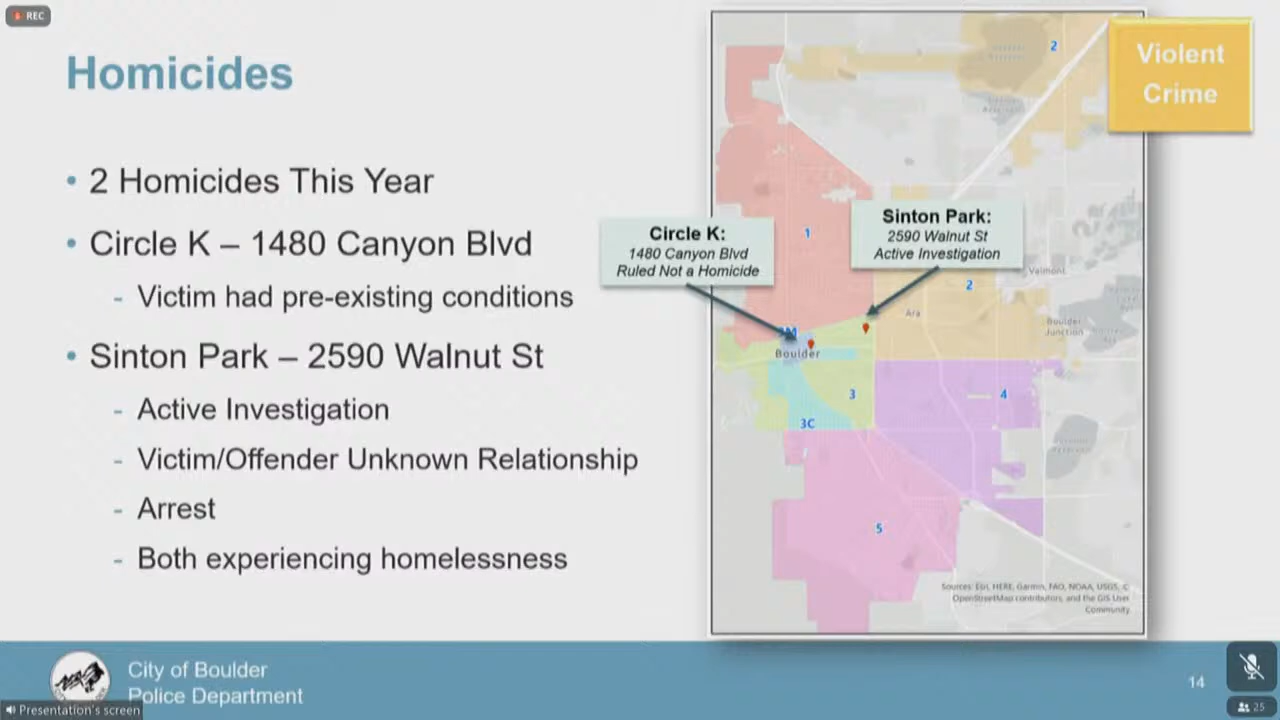 REC
Homicides
• 2 Homicides This Year
• Circle K – 1480 Canyon Blvd
- Victim had pre-existing conditions
• Sinton Park – 2590 Walnut St
- Active Investigation
- Victim/Offender Unknown Relationship
- Arrest
- Both experiencing homelessness
Violent
Crime
2
1
Circle K:
1480 Canyon Blvd
Ruled Not a Homicide
Sinton Park:
2590 Walnut St
Active Investigation
Valmont
2
Ara
Boulder
Junction
Boulder
3
4
3C
5
Sources: Esri, HERE, Garmin, FAO, NOAA, USGS, ©
OpenStreetMap contributors, and the GIS User
Community
City of Boulder
Police Department
14
Presentation's screen
25